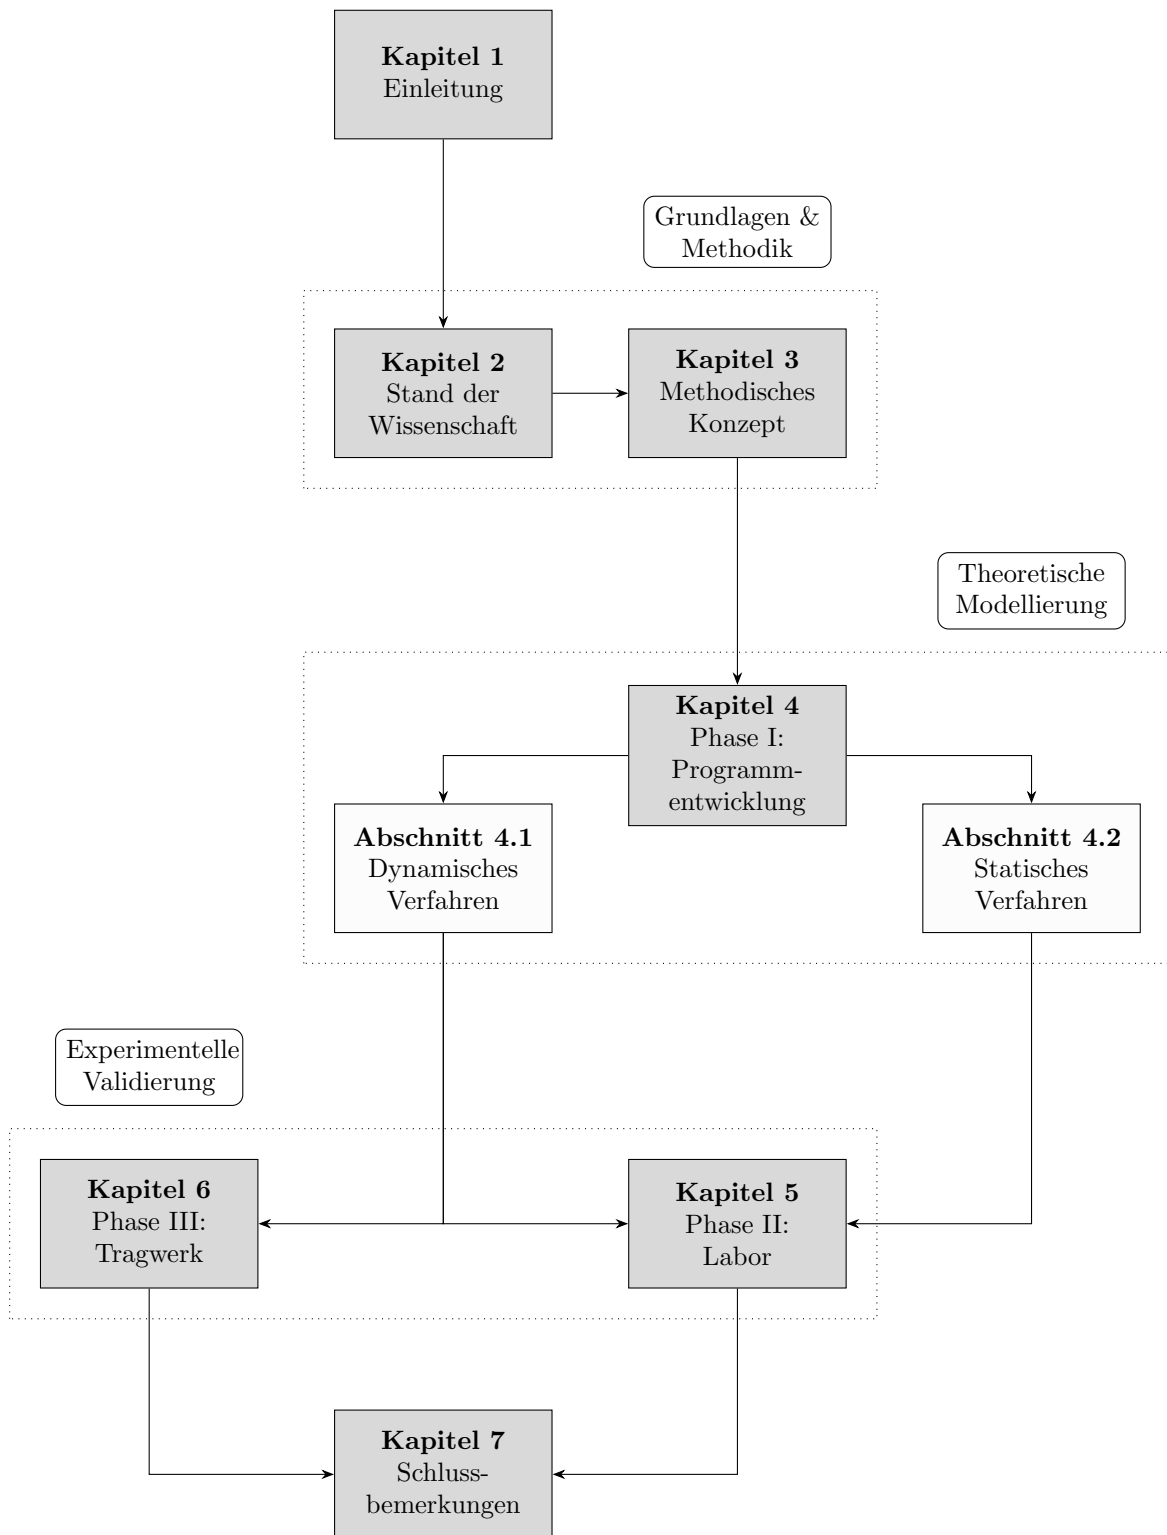 Kapitel 1
Einleitung
Grundlagen &
Methodik
Kapitel 2
Stand der
Wissenschaft
Kapitel 3
Methodisches
Konzept
Theoretische
Modellierung
Kapitel 4
Phase I:
Programm-
entwicklung
Abschnitt 4.1
Dynamisches
Verfahren
Abschnitt 4.2
Statisches
Verfahren
Experimentelle
Validierung
Kapitel 6
Phase III:
Tragwerk
Kapitel 5
Phase II:
Labor
Kapitel 7
Schluss-
bemerkungen